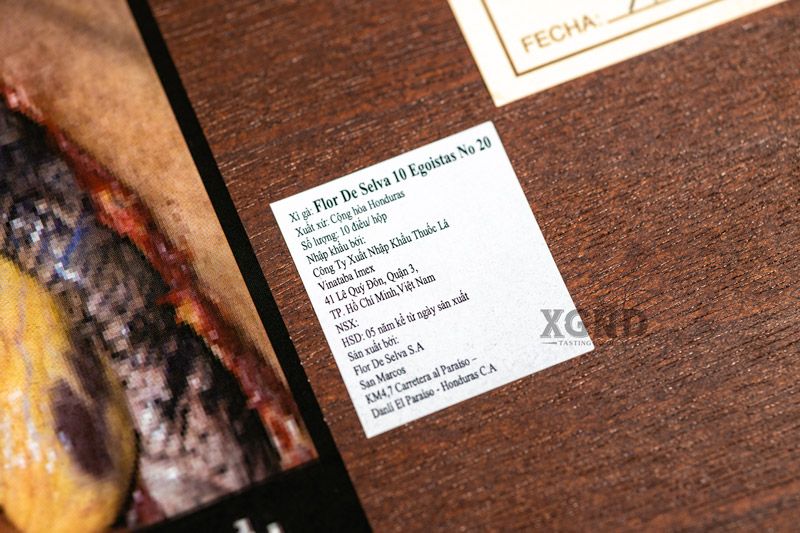 FECHA:
Xì gà: Flor De Selva 10 Egoistas No 20
Xuất xứ: Cộng hòa Honduras
Số lượng: 10 điếu/ hộp
Nhập khẩu bởi:
Công Ty Xuất Nhập Khẩu Thuốc Lá
Vinataba Imex
41 Lê Quý Đôn, Quận 3,
TP. Hồ Chí Minh,Việt Nam
NSX:
HSD: 05 năm kể từ ngày sản xuất
Sản xuất bởi:
Flor De Selva S.A
San Marcos
KM4,7 Carretera al Paraiso –
Danli El Paraiso - Honduras C.A
TASTING